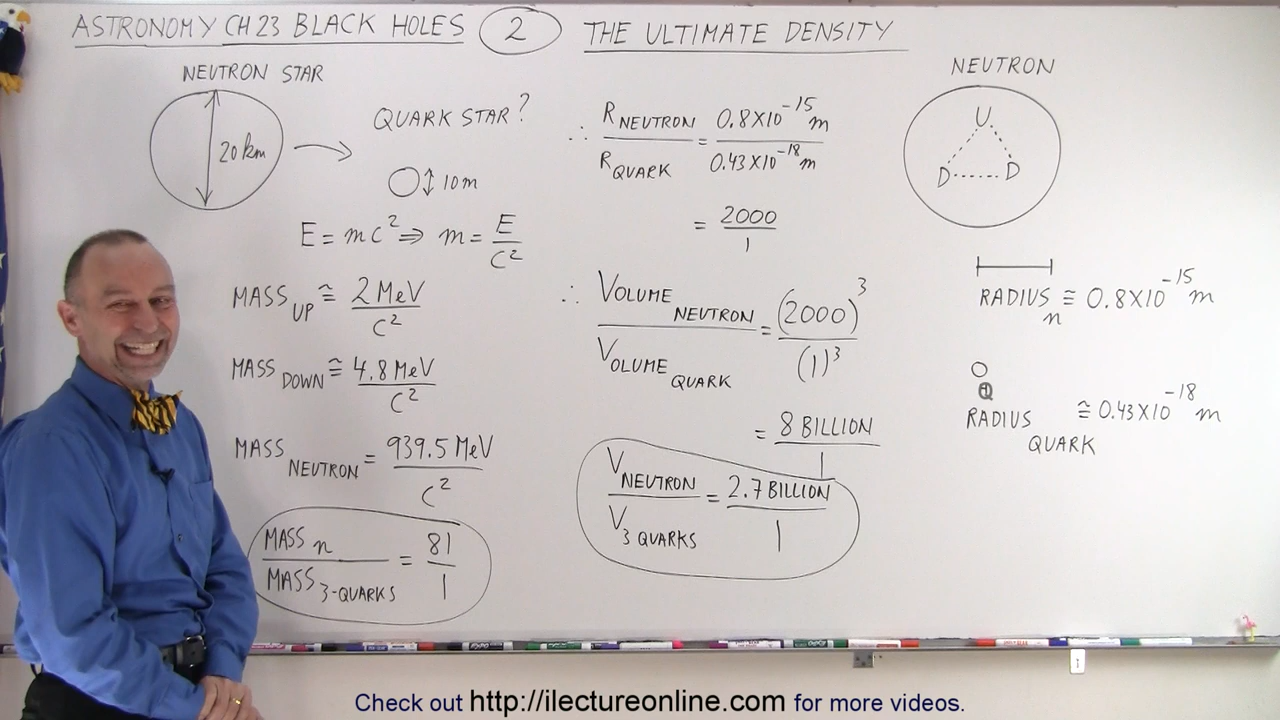 ASTRONOMY CH 23 BLACK HOLES 2 THE ULTIMATE DENSITY
NEUTRON STAR
20 km
QUARK STAR?
10 m
E = mc² ⇒ m = E / C²
MASS UP ≅ 2 MeV / C²
MASS DOWN ≅ 4.8 MeV / C²
MASS NEUTRON = 939.5 MeV / C²
MASS n / MASS 3-QUARKS = 81 / 1
∴ R NEUTRON / R QUARK = 0.8 X 10⁻¹⁵ m / 0.43 X 10⁻¹⁸ m
= 2000 / 1
∴ VOLUME NEUTRON / VOLUME QUARK = (2000)³ / (1)³
= 8 BILLION / 1
V NEUTRON / V 3 QUARKS = 2.7 BILLION / 1
NEUTRON
U
D D
RADIUS n ≅ 0.8 X 10⁻¹⁵ m
RADIUS QUARK ≅ 0.43 X 10⁻¹⁸ m
Check out http://ilectureonline.com for more videos.